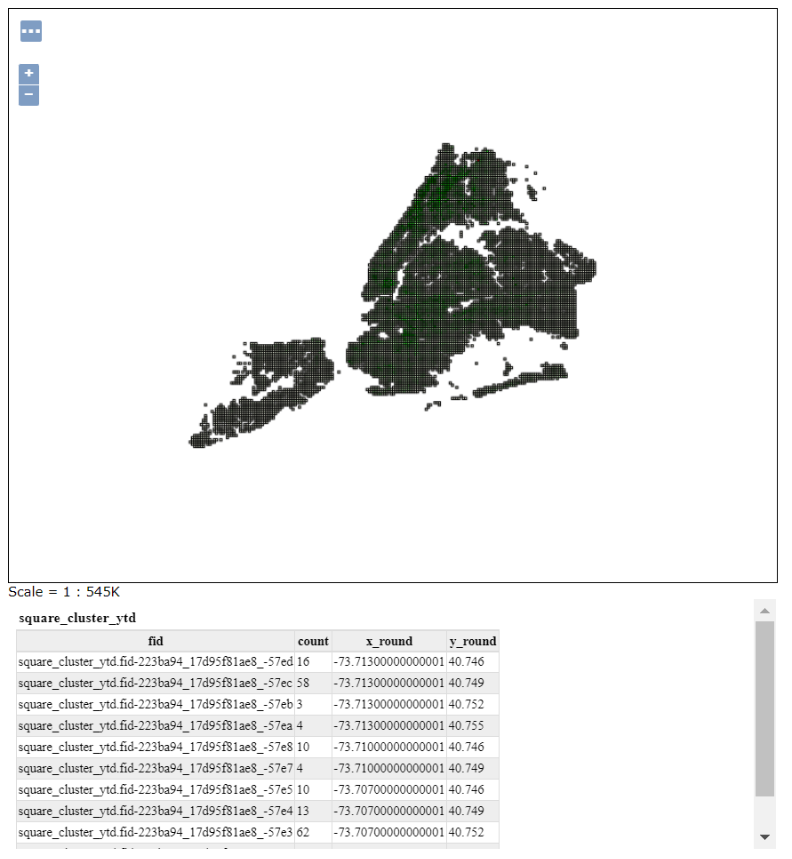 ...
+
−
Scale = 1 : 545K
square_cluster_ytd
fid count x_round y_round
square_cluster_ytd.fid-223ba94_17d95f81ae8_-57ed 16 -73.71300000000001 40.746
square_cluster_ytd.fid-223ba94_17d95f81ae8_-57ec 58 -73.71300000000001 40.749
square_cluster_ytd.fid-223ba94_17d95f81ae8_-57eb 3 -73.71300000000001 40.752
square_cluster_ytd.fid-223ba94_17d95f81ae8_-57ea 4 -73.71300000000001 40.755
square_cluster_ytd.fid-223ba94_17d95f81ae8_-57e8 10 -73.71000000000001 40.746
square_cluster_ytd.fid-223ba94_17d95f81ae8_-57e7 4 -73.71000000000001 40.749
square_cluster_ytd.fid-223ba94_17d95f81ae8_-57e5 10 -73.70700000000001 40.746
square_cluster_ytd.fid-223ba94_17d95f81ae8_-57e4 13 -73.70700000000001 40.749
square_cluster_ytd.fid-223ba94_17d95f81ae8_-57e3 62 -73.70700000000001 40.752